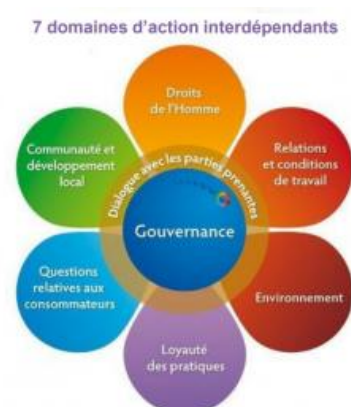 7 domaines d'action interdépendants
Droits
de l'Homme
Communauté et
développement
local
Relations
et conditions
de travail
Dialogue avec les parties prenantes
Gouvernance
Questions
relatives aux
consommateurs
Environnement
Loyauté
des pratiques